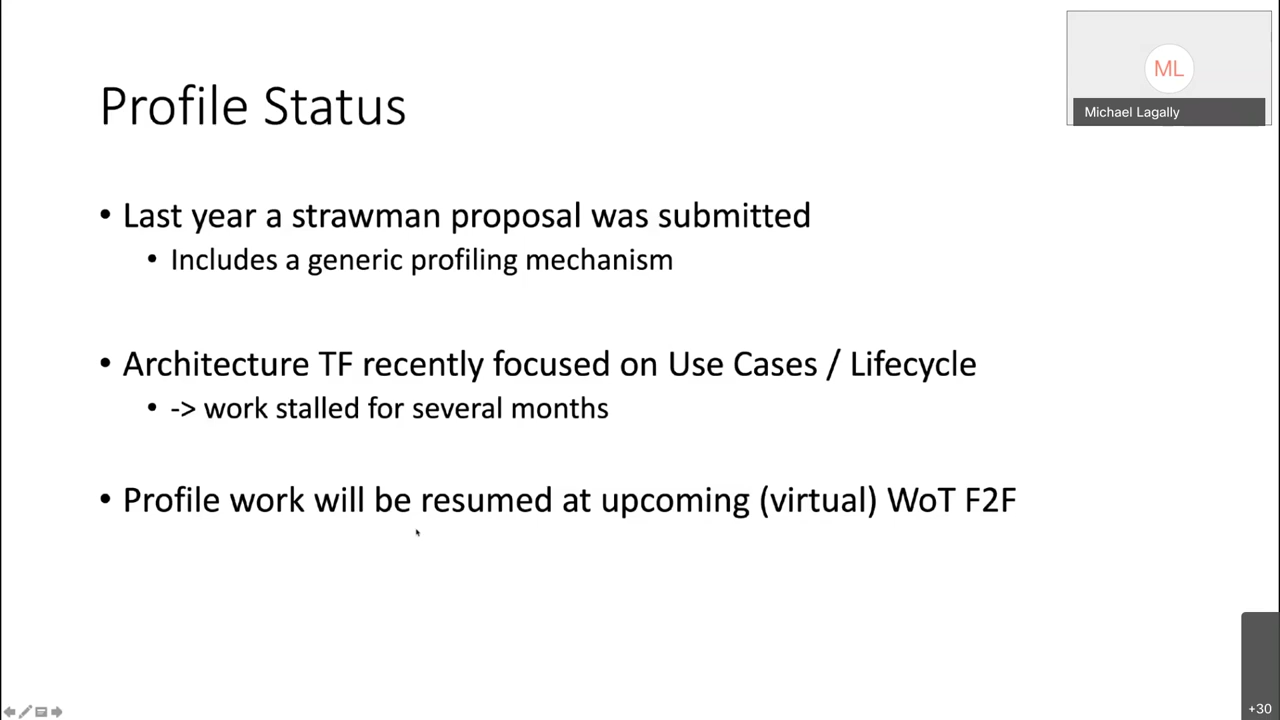 Profile Status
ML
Michael Lagally
• Last year a strawman proposal was submitted
• Includes a generic profiling mechanism
• Architecture TF recently focused on Use Cases / Lifecycle
• -> work stalled for several months
• Profile work will be resumed at upcoming (virtual) WoT F2F
+30